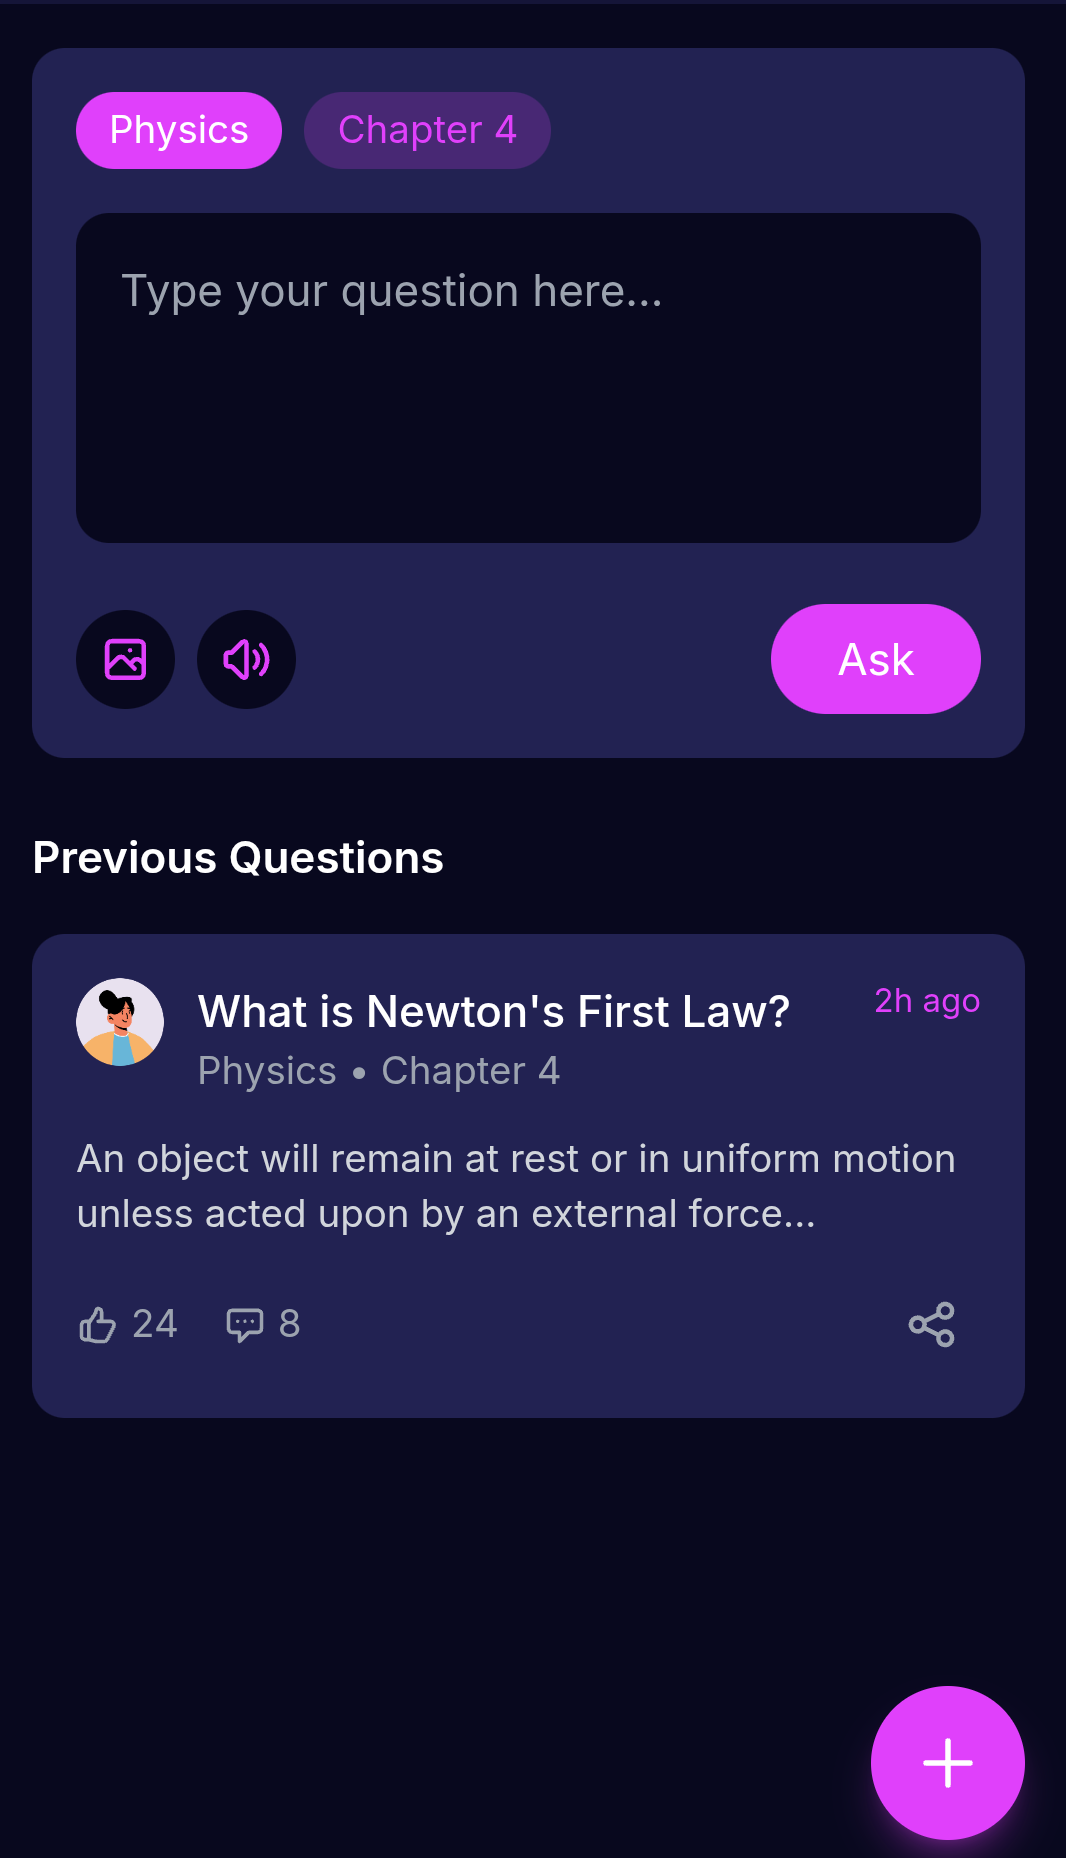 Physics Chapter 4
Type your question here...
Ask
Previous Questions
What is Newton's First Law? 2h ago
Physics • Chapter 4
An object will remain at rest or in uniform motion
unless acted upon by an external force...
24 8